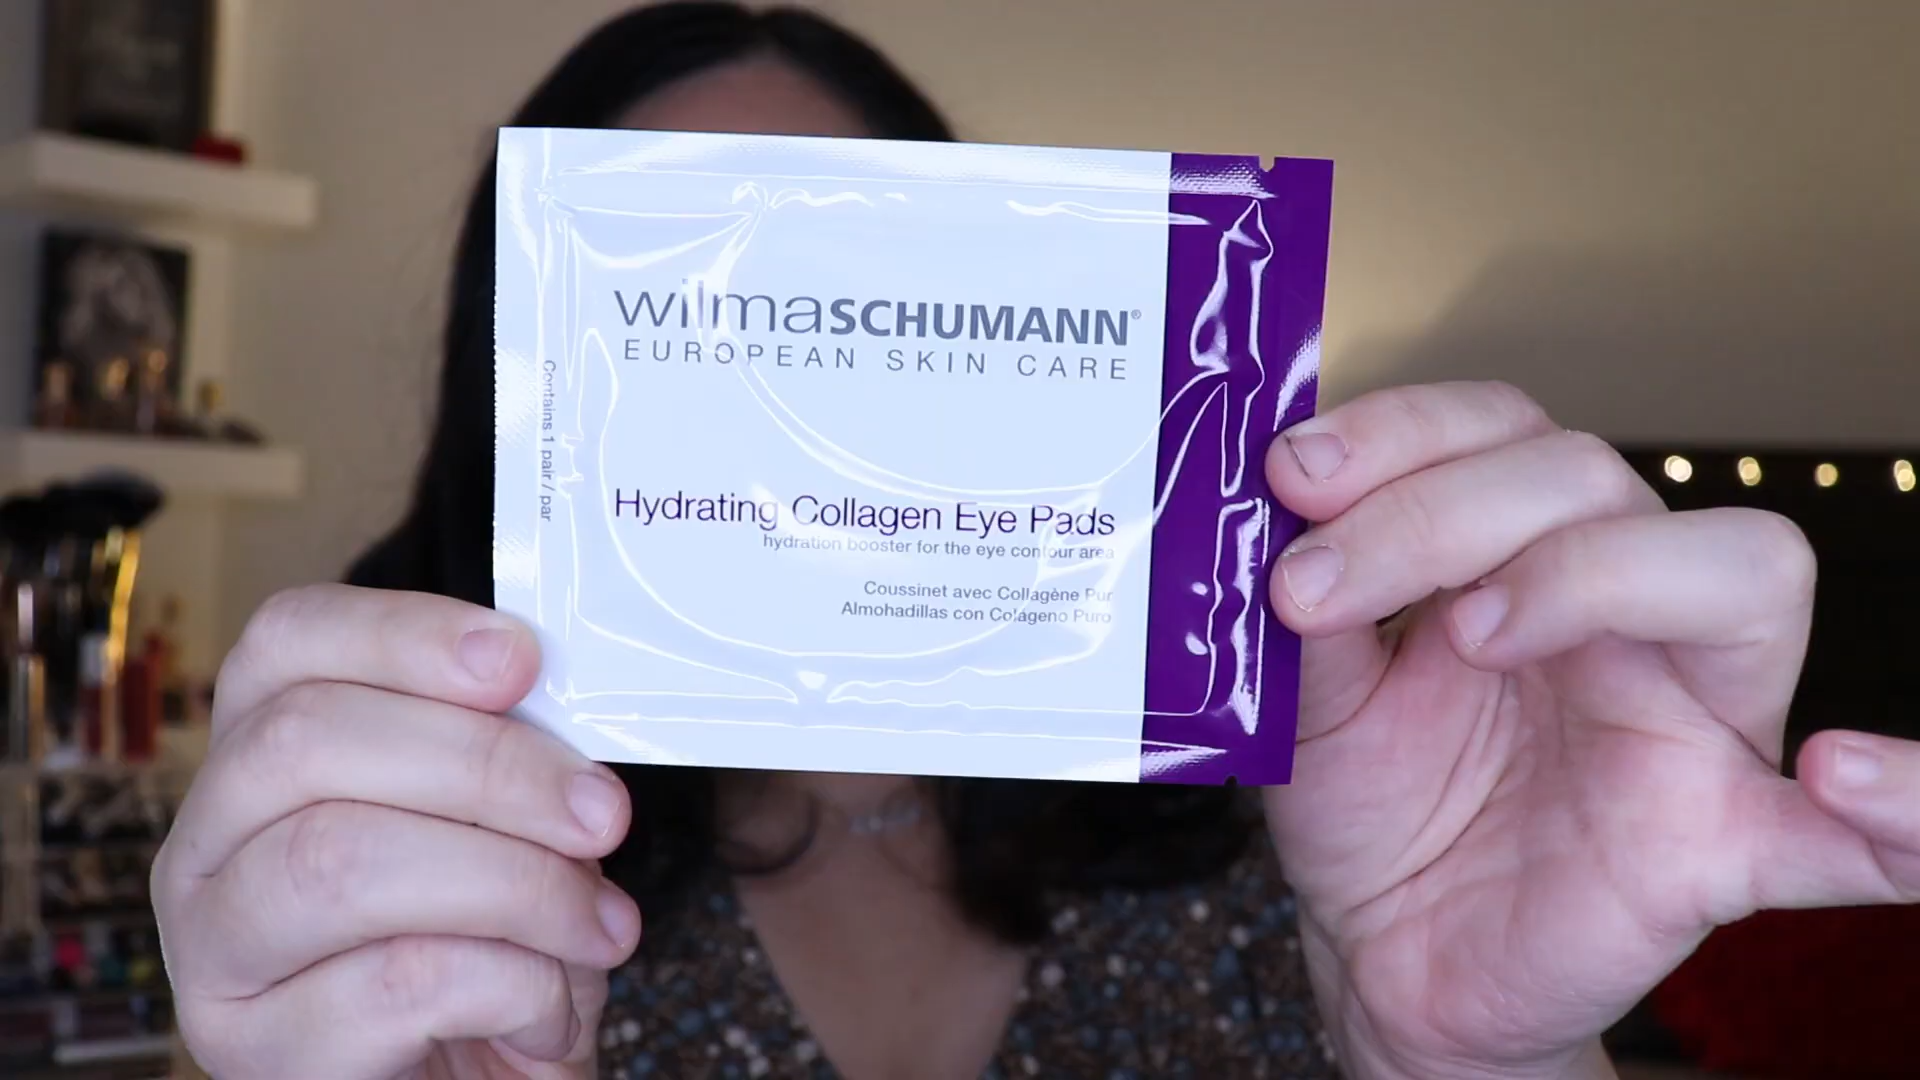 wilmaSCHUMANN®
EUROPEAN SKIN CARE
Hydrating Collagen Eye Pads
hydration booster for the eye contour area
Coussinet avec Collagène Pur
Almohadillas con Colágeno Puro
Contains 1 pair / par